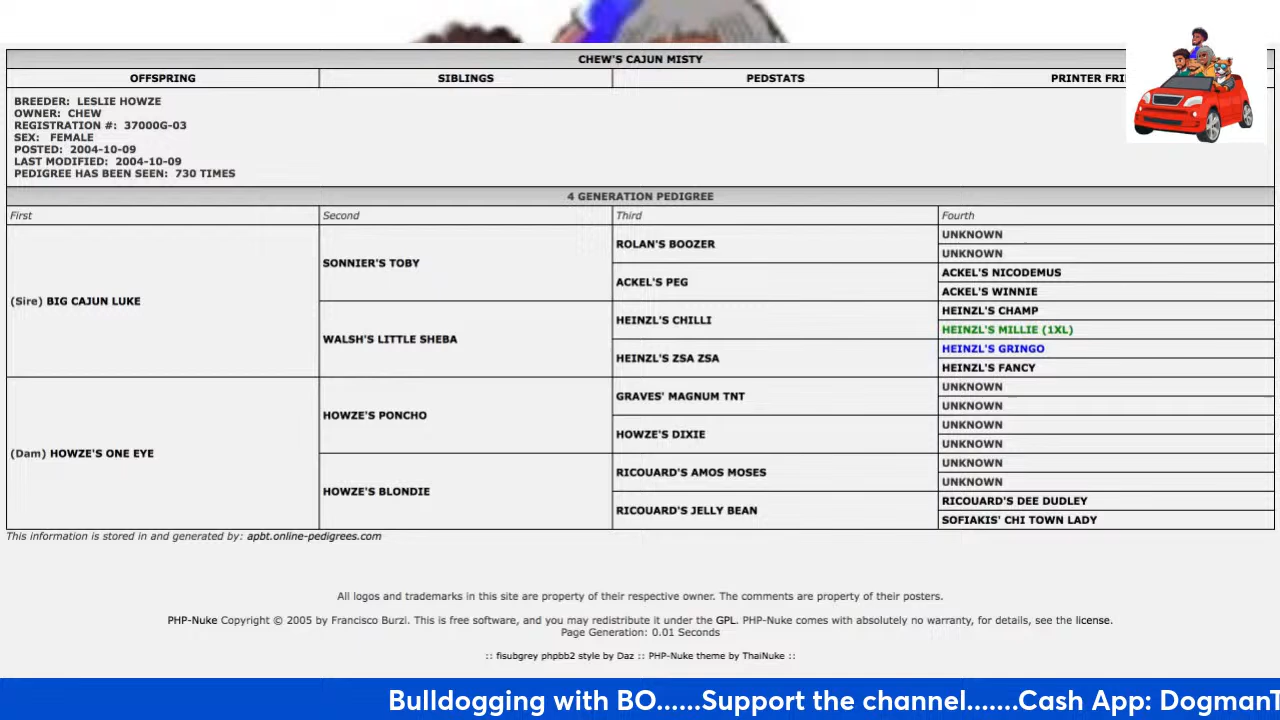 CHEW'S CAJUN MISTY
OFFSPRING SIBLINGS PEDSTATS PRINTER FRI
BREEDER: LESLIE HOWZE
OWNER: CHEW
REGISTRATION #: 37000G-03
SEX: FEMALE
POSTED: 2004-10-09
LAST MODIFIED: 2004-10-09
PEDIGREE HAS BEEN SEEN: 730 TIMES
4 GENERATION PEDIGREE
First Second Third Fourth
(Sire) BIG CAJUN LUKE
SONNIER'S TOBY
WALSH'S LITTLE SHEBA
ROLAN'S BOOZER
ACKEL'S PEG
HEINZL'S CHILLI
HEINZL'S ZSA ZSA
UNKNOWN
UNKNOWN
ACKEL'S NICODEMUS
ACKEL'S WINNIE
HEINZL'S CHAMP
HEINZL'S MILLIE (1XL)
HEINZL'S GRINGO
HEINZL'S FANCY
(Dam) HOWZE'S ONE EYE
HOWZE'S PONCHO
HOWZE'S BLONDIE
GRAVES' MAGNUM TNT
HOWZE'S DIXIE
RICOUARD'S AMOS MOSES
RICOUARD'S JELLY BEAN
UNKNOWN
UNKNOWN
UNKNOWN
UNKNOWN
UNKNOWN
UNKNOWN
RICOUARD'S DEE DUDLEY
SOFIAKIS' CHI TOWN LADY
This information is stored in and generated by: apbt.online-pedigrees.com
All logos and trademarks in this site are property of their respective owner. The comments are property of their posters.
PHP-Nuke Copyright © 2005 by Francisco Burzi. This is free software, and you may redistribute it under the GPL. PHP-Nuke comes with absolutely no warranty, for details, see the license.
Page Generation: 0.01 Seconds
:: fisubgrey phpbb2 style by Daz :: PHP-Nuke theme by ThaiNuke ::
Bulldogging with BO......Support the channel.......Cash App: DogmanT